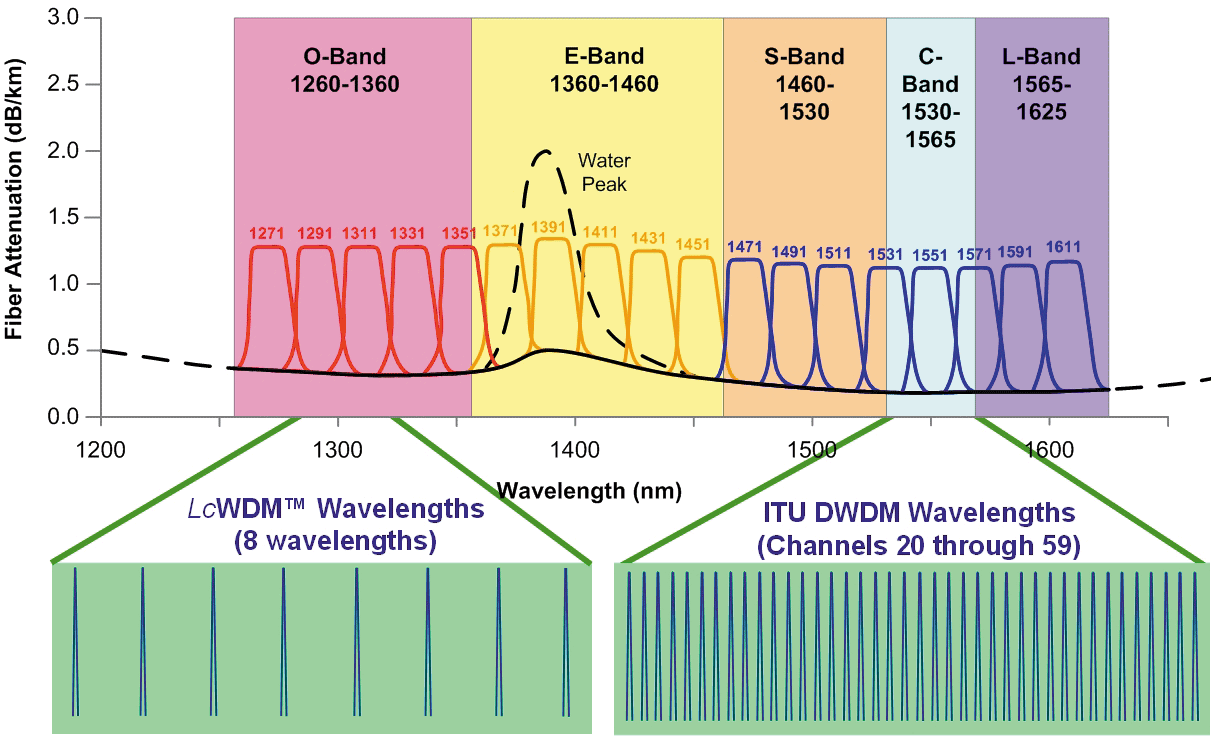 3.0
2.5
2.0
1.5
1.0
0.5
0.0
Fiber Attenuation (dB/km)
O-Band
1260-1360
E-Band
1360-1460
S-Band
1460-
1530
C-
Band
1530-
1565
L-Band
1565-
1625
Water
Peak
1271 1291 1311 1331 1351 1371 1391 1411 1431 1451 1471 1491 1511 1531 1551 1571 1591 1611
1200 1300 1400 1500 1600
Wavelength (nm)
LcWDM™ Wavelengths
(8 wavelengths)
ITU DWDM Wavelengths
(Channels 20 through 59)